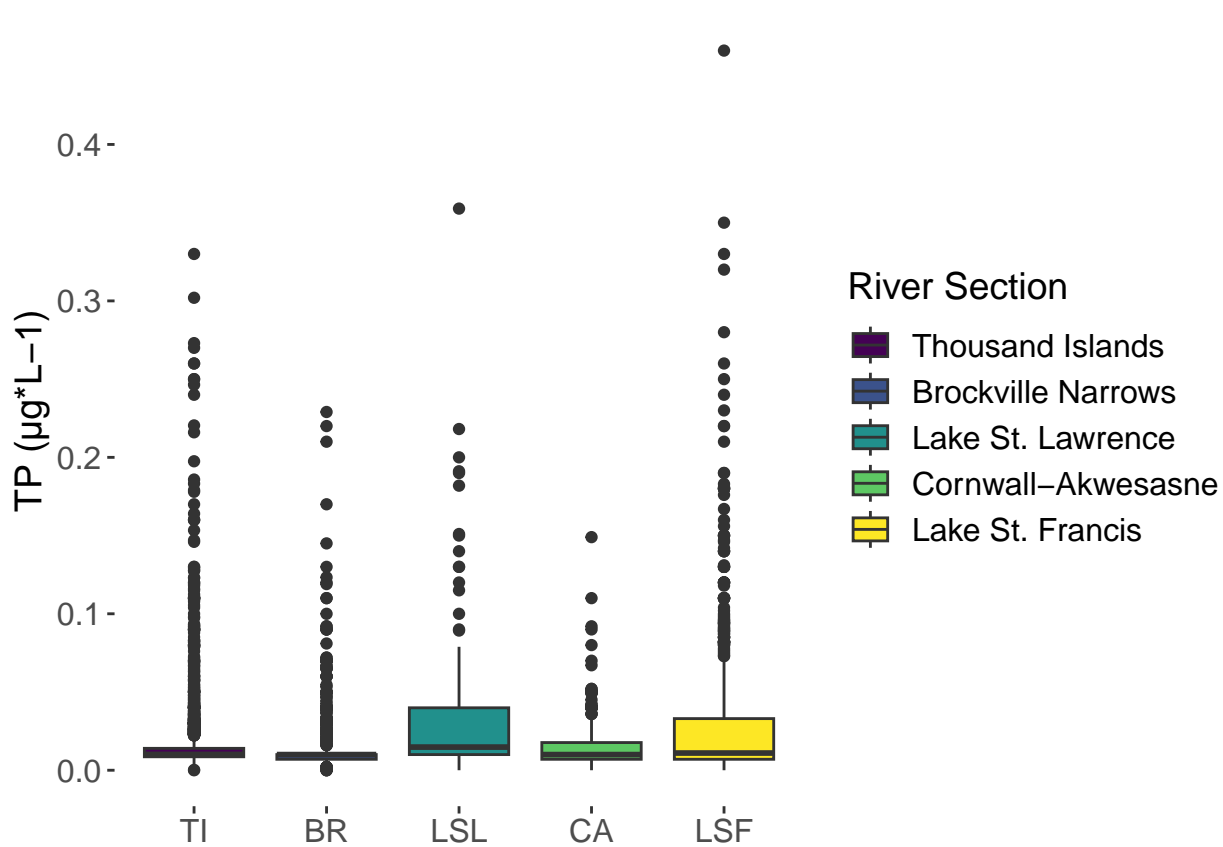 TP (µg*L−1)
0.4
0.3
0.2
0.1
0.0
TI
BR
LSL
CA
LSF
River Section
Thousand Islands
Brockville Narrows
Lake St. Lawrence
Cornwall−Akwesasne
Lake St. Francis